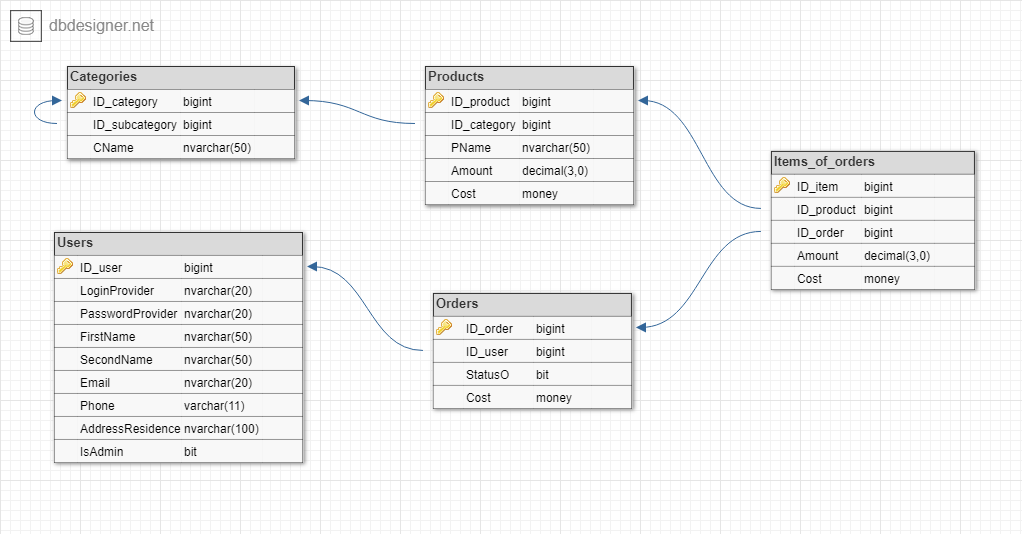 dbdesigner.net
Categories
ID_category bigint
ID_subcategory bigint
CName nvarchar(50)
Products
ID_product bigint
ID_category bigint
PName nvarchar(50)
Amount decimal(3,0)
Cost money
Items_of_orders
ID_item bigint
ID_product bigint
ID_order bigint
Amount decimal(3,0)
Cost money
Users
ID_user bigint
LoginProvider nvarchar(20)
PasswordProvider nvarchar(20)
FirstName nvarchar(50)
SecondName nvarchar(50)
Email nvarchar(20)
Phone varchar(11)
AddressResidence nvarchar(100)
IsAdmin bit
Orders
ID_order bigint
ID_user bigint
StatusO bit
Cost money